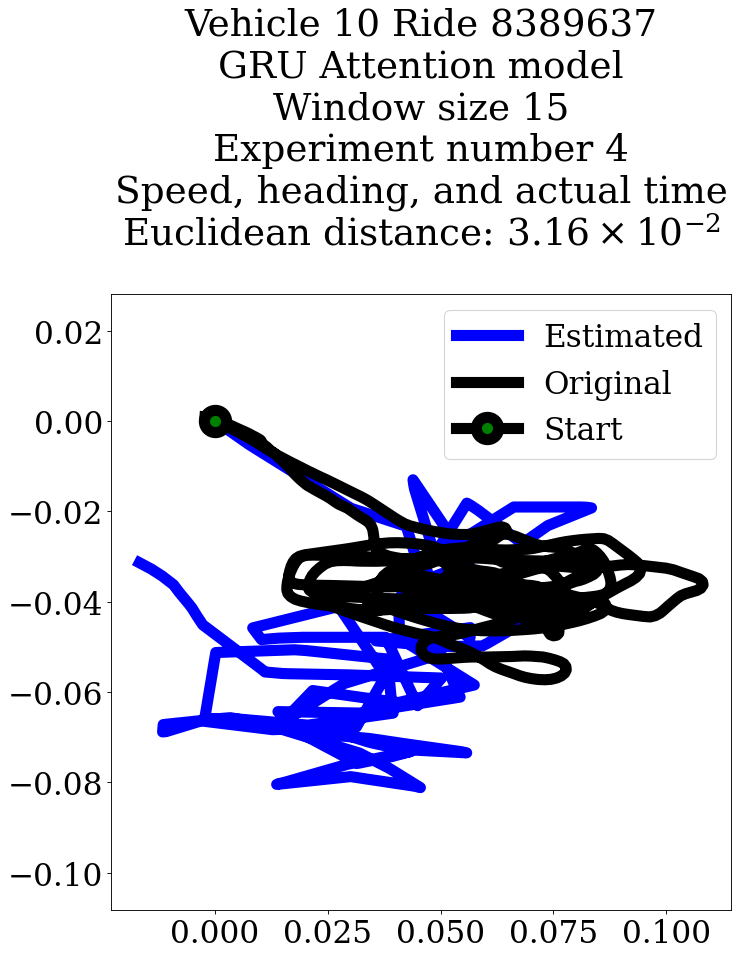 Vehicle 10 Ride 8389637
GRU Attention model
Window size 15
Experiment number 4
Speed, heading, and actual time
Euclidean distance: 3.16 × 10⁻²
Estimated
Original
Start
0.02
0.00
−0.02
−0.04
−0.06
−0.08
−0.10
0.000 0.025 0.050 0.075 0.100